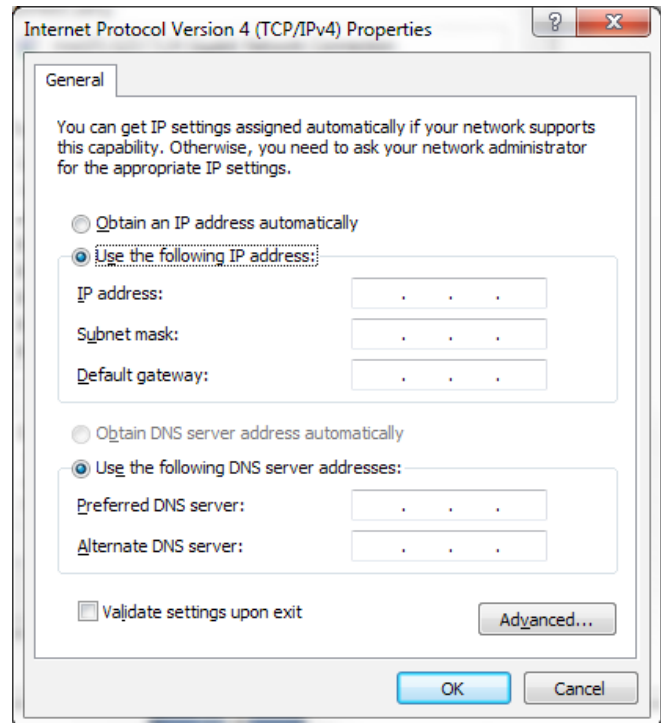 Internet Protocol Version 4 (TCP/IPv4) Properties
General
You can get IP settings assigned automatically if your network supports
this capability. Otherwise, you need to ask your network administrator
for the appropriate IP settings.
Obtain an IP address automatically
Use the following IP address:
IP address:
Subnet mask:
Default gateway:
Obtain DNS server address automatically
Use the following DNS server addresses:
Preferred DNS server:
Alternate DNS server:
Validate settings upon exit
Advanced...
OK
Cancel